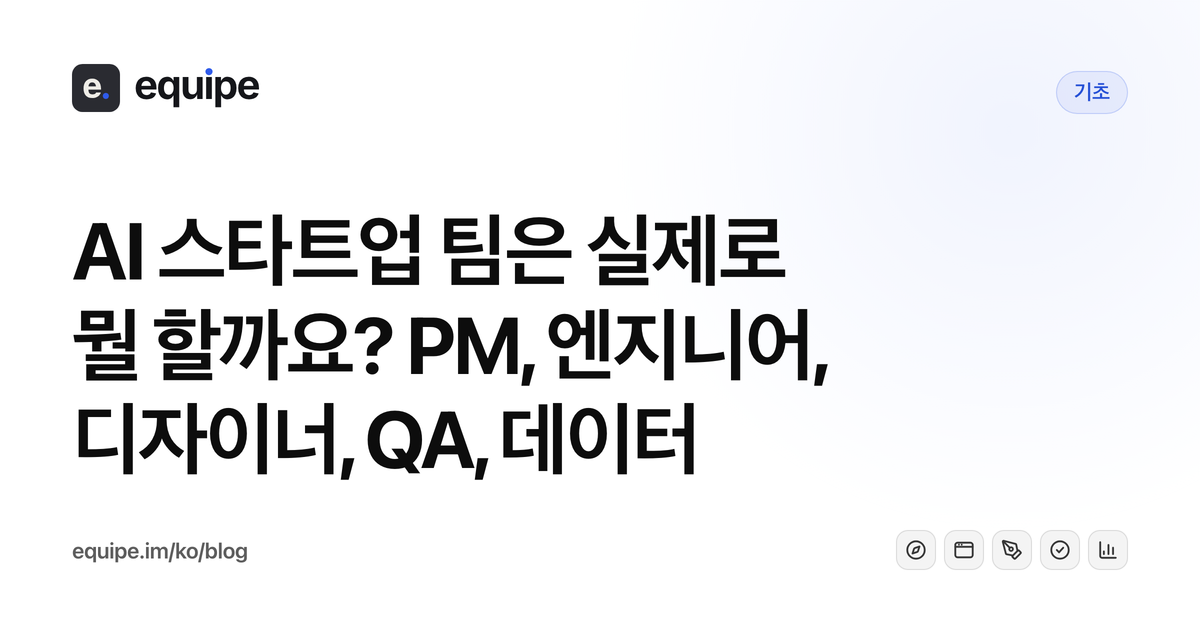 e. equipe
기초
AI 스타트업 팀은 실제로
뭘 할까요? PM, 엔지니어,
디자이너, QA, 데이터
equipe.im/ko/blog